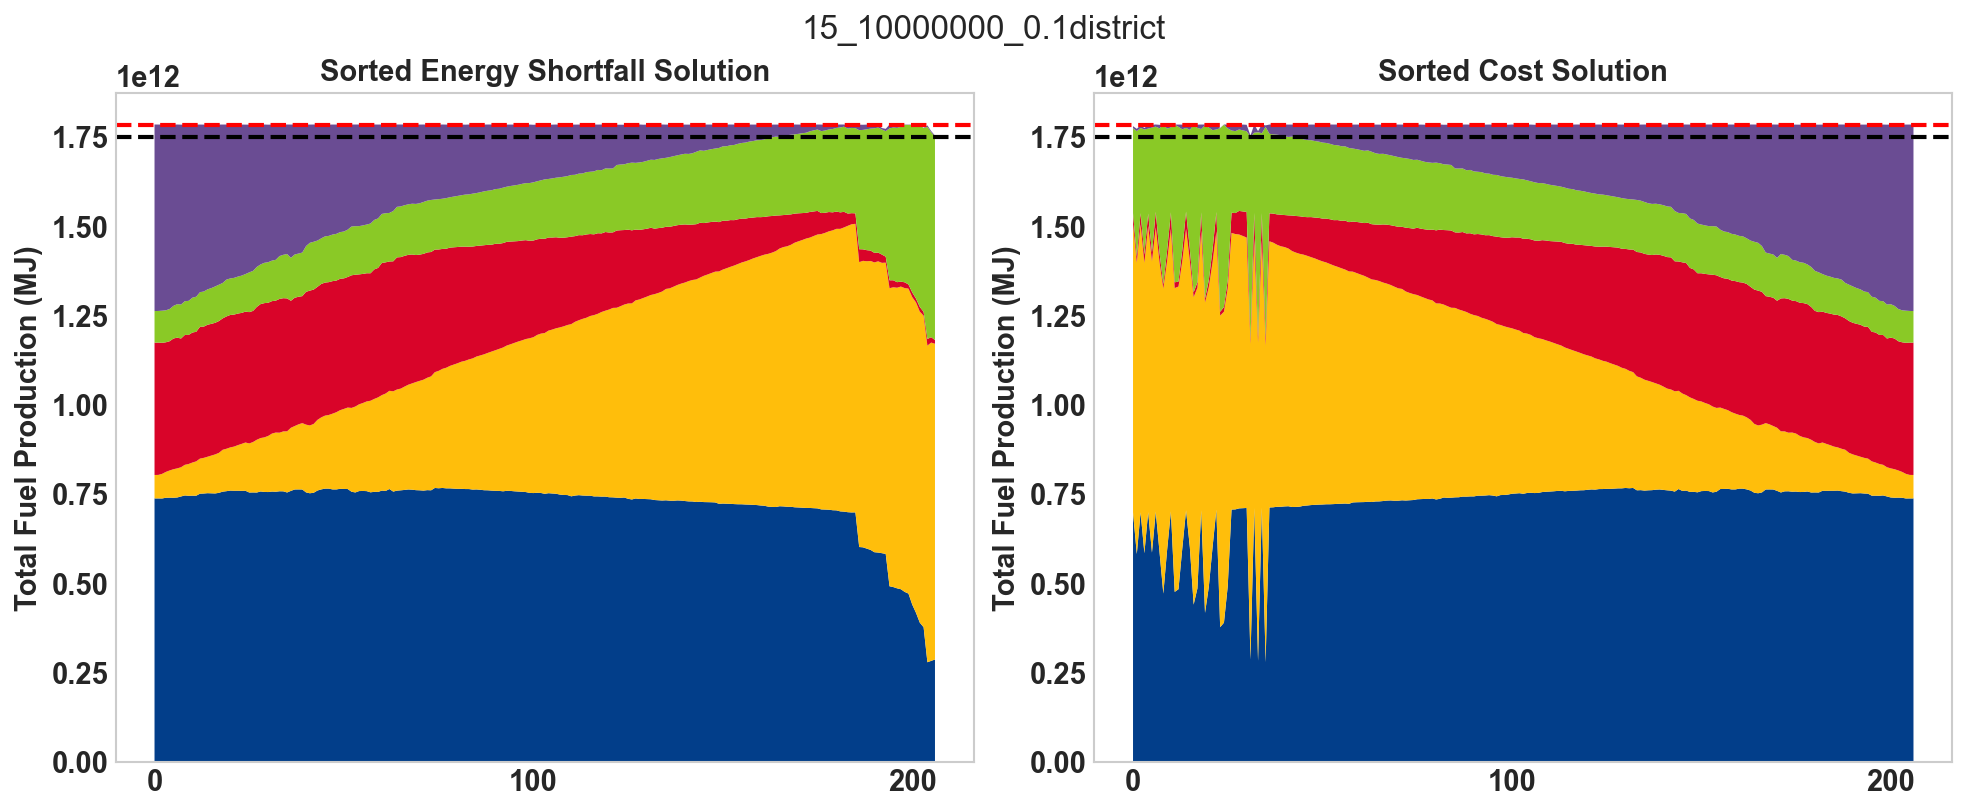 15_10000000_0.1district
Sorted Energy Shortfall Solution
1e12
Total Fuel Production (MJ)
1.75
1.50
1.25
1.00
0.75
0.50
0.25
0.00
0 100 200
Sorted Cost Solution
1e12
Total Fuel Production (MJ)
1.75
1.50
1.25
1.00
0.75
0.50
0.25
0.00
0 100 200